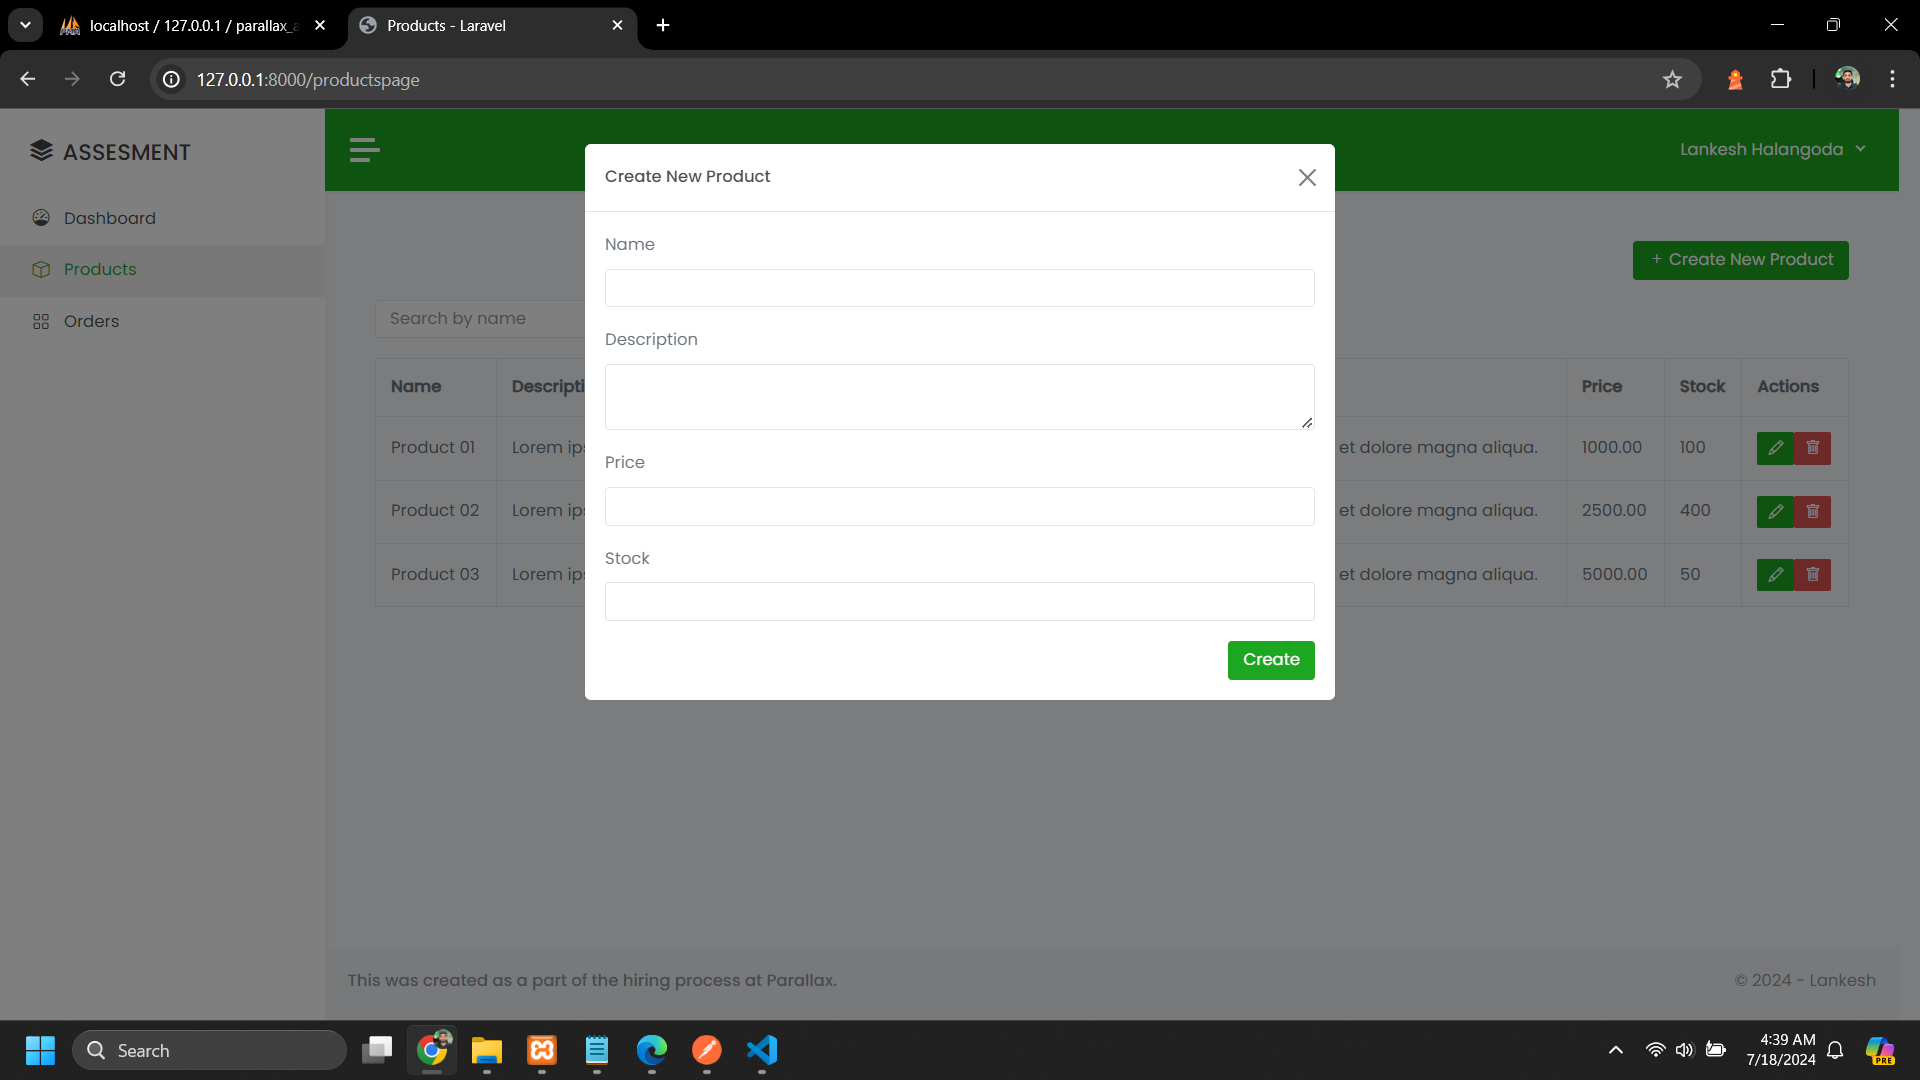 localhost / 127.0.0.1 / parallax_a
Products - Laravel
127.0.0.1:8000/productspage
ASSESMENT
Lankesh Halangoda
Dashboard
Products
Orders
Create New Product
Name
Description
Price
Stock
Create
+ Create New Product
Search by name
Name Descripti Price Stock Actions
Product 01 Lorem ips et dolore magna aliqua. 1000.00 100
Product 02 Lorem ips et dolore magna aliqua. 2500.00 400
Product 03 Lorem ips et dolore magna aliqua. 5000.00 50
This was created as a part of the hiring process at Parallax.
© 2024 - Lankesh
Search
4:39 AM
7/18/2024
PRE